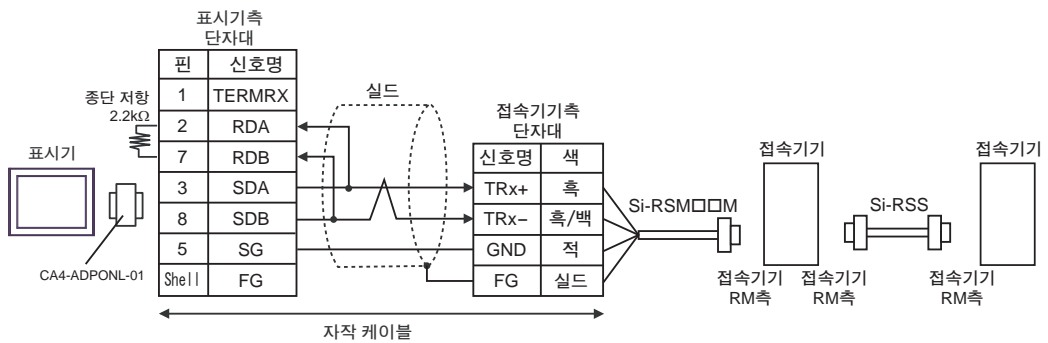 표시기측
단자대
핀 신호명
1 TERMRX
2 RDA
7 RDB
3 SDA
8 SDB
5 SG
Shell FG
종단 저항
2.2kΩ
표시기
CA4-ADPONL-01
실드
접속기기측
단자대
신호명 색
TRx+ 흑
TRx− 흑/백
GND 적
FG 실드
자작 케이블
Si-RSM□□M
접속기기
접속기기
RM측
접속기기
RM측
Si-RSS
접속기기
접속기기
RM측